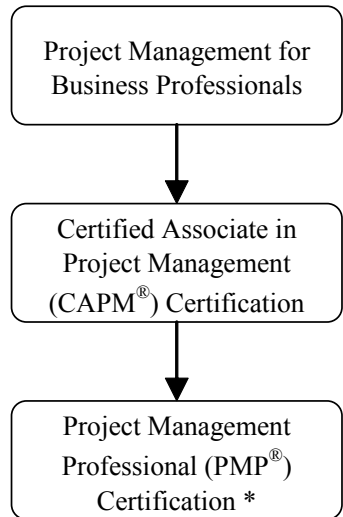 Project Management for
Business Professionals
Certified Associate in
Project Management
(CAPM®) Certification
Project Management
Professional (PMP®)
Certification *